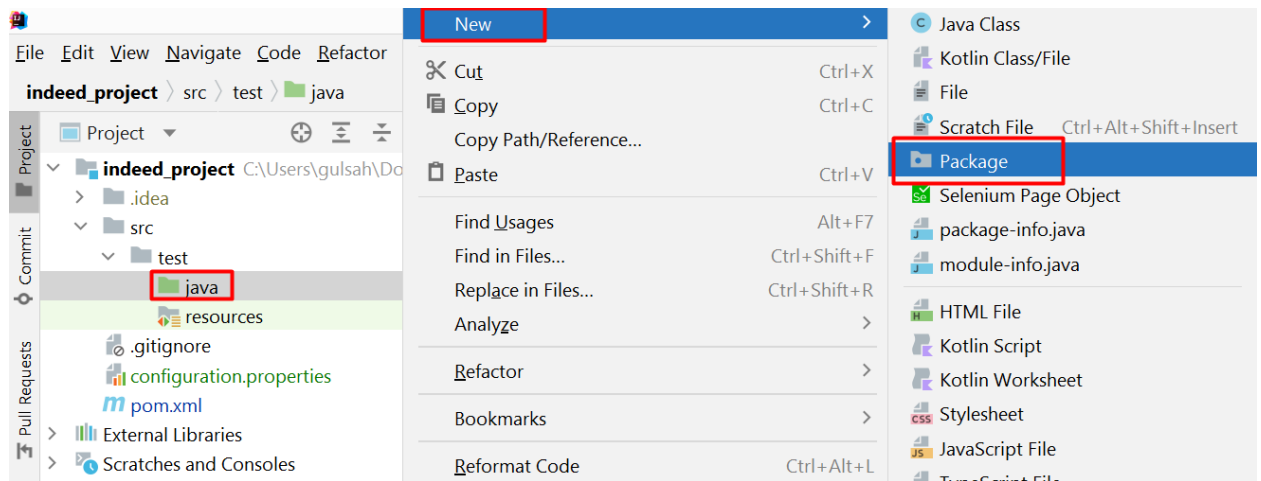 File Edit View Navigate Code Refactor
indeed_project src test java
Project
Commit
Pull Requests
Project
indeed_project C:\Users\gulsah\Do
.idea
src
test
java
resources
.gitignore
configuration.properties
m pom.xml
External Libraries
Scratches and Consoles
New
Cut Ctrl+X
Copy Ctrl+C
Copy Path/Reference...
Paste Ctrl+V
Find Usages Alt+F7
Find in Files... Ctrl+Shift+F
Replace in Files... Ctrl+Shift+R
Analyze
Refactor
Bookmarks
Reformat Code Ctrl+Alt+L
C Java Class
Kotlin Class/File
File
Scratch File Ctrl+Alt+Shift+Insert
Package
Se Selenium Page Object
J package-info.java
J module-info.java
H HTML File
Kotlin Script
Kotlin Worksheet
CSS Stylesheet
JS JavaScript File
TypeScript File